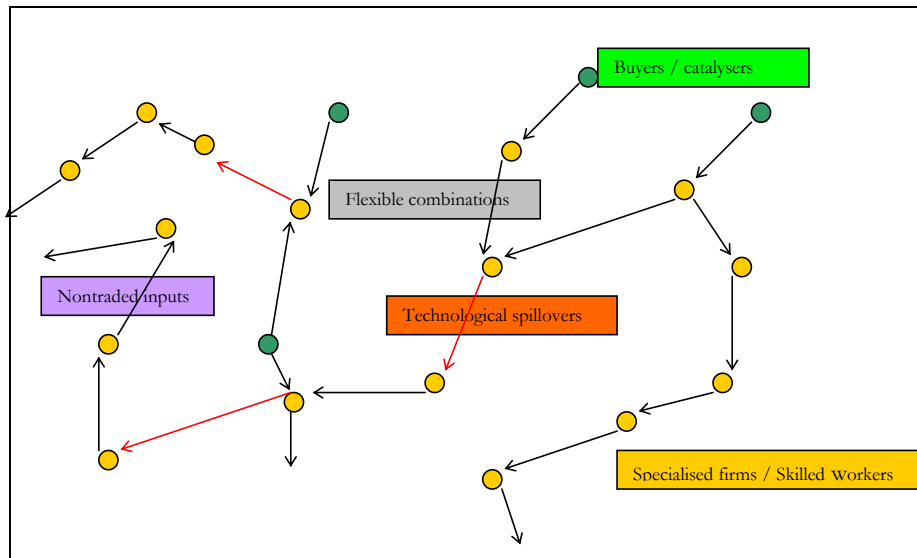 Buyers / catalysers
Flexible combinations
Nontraded inputs
Technological spillovers
Specialised firms / Skilled Workers